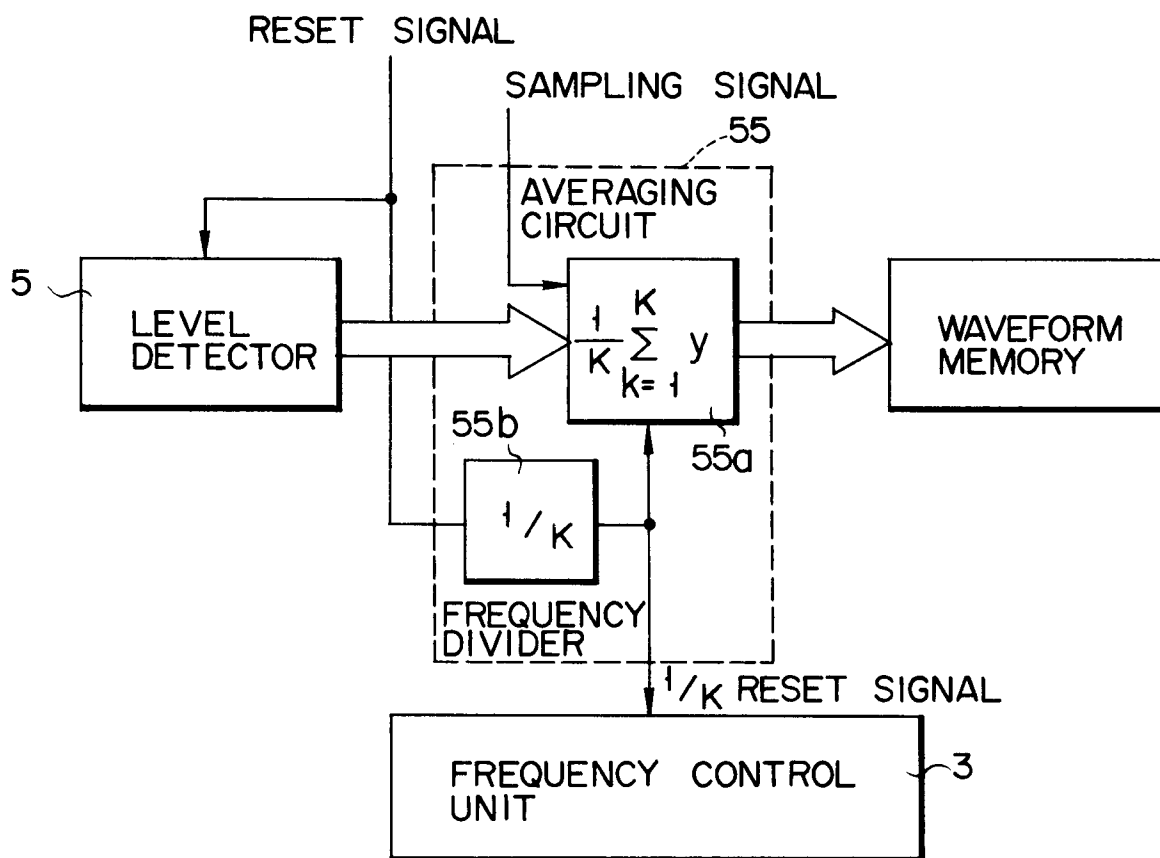 RESET SIGNAL
SAMPLING SIGNAL
55
AVERAGING
CIRCUIT
5
LEVEL
DETECTOR
1/K K Σ k=1 y
WAVEFORM
MEMORY
55b
55a
1/K
FREQUENCY
DIVIDER
1/K RESET SIGNAL
FREQUENCY CONTROL
UNIT
3